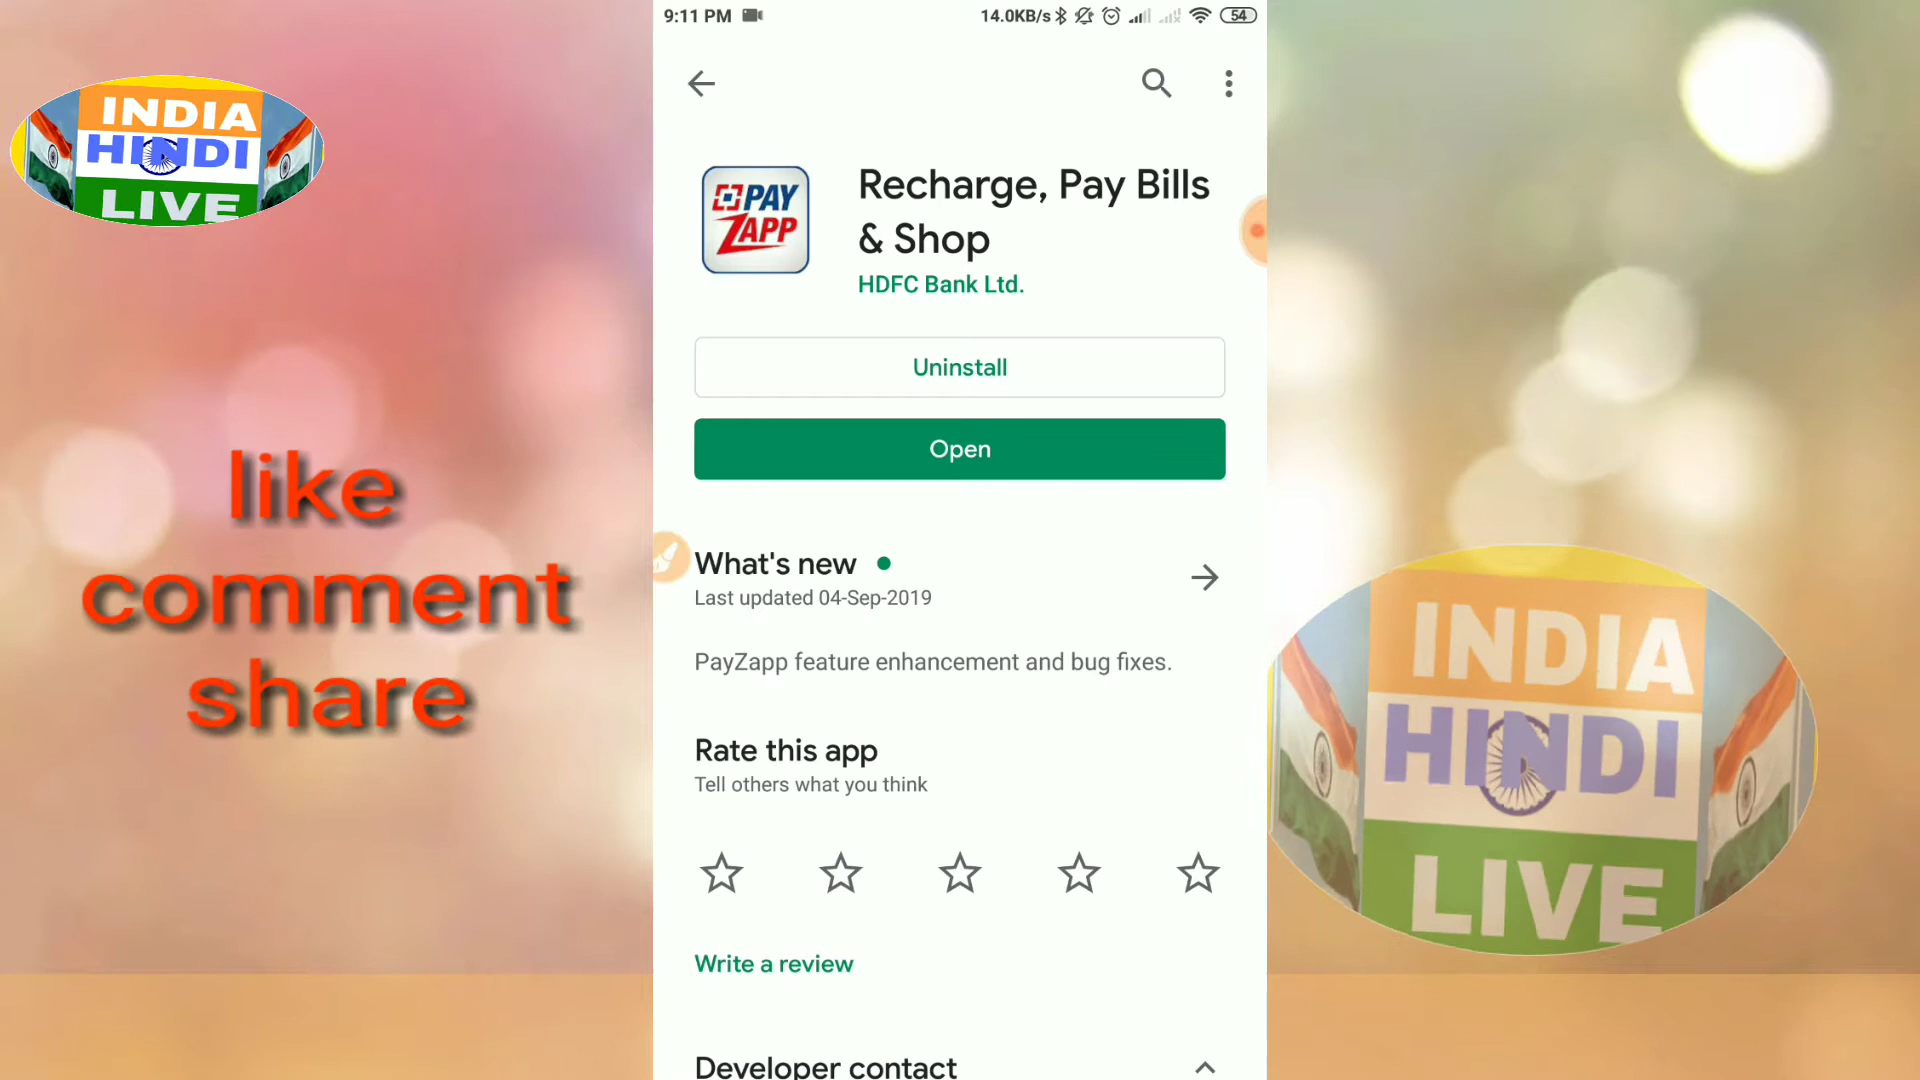 INDIA
HINDI
LIVE
like
comment
share
9:11 PM
14.0KB/s
54
PAY
ZAPP
Recharge, Pay Bills
& Shop
HDFC Bank Ltd.
Uninstall
Open
What's new
Last updated 04-Sep-2019
PayZapp feature enhancement and bug fixes.
Rate this app
Tell others what you think
Write a review
Developer contact
INDIA
HINDI
LIVE